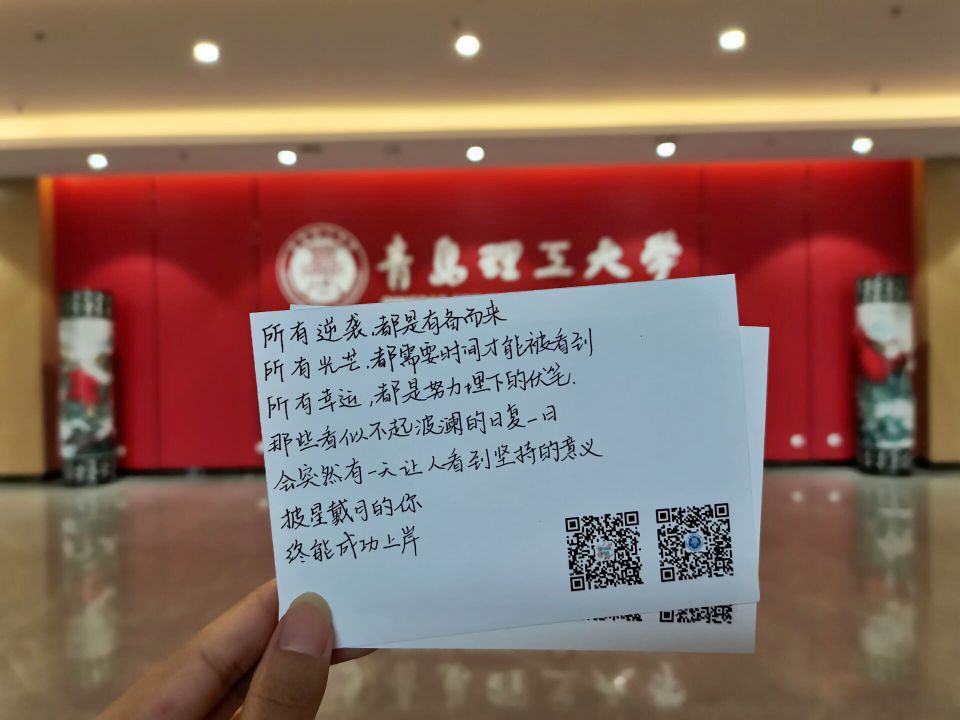 青岛理工大学
所有逆袭,都是有备而来
所有光芒,都需要时间才能被看到
所有幸运,都是努力埋下的伏笔.
那些看似不起波澜的日复一日
会突然有一天让人看到坚持的意义
披星戴月的你
终能成功上岸